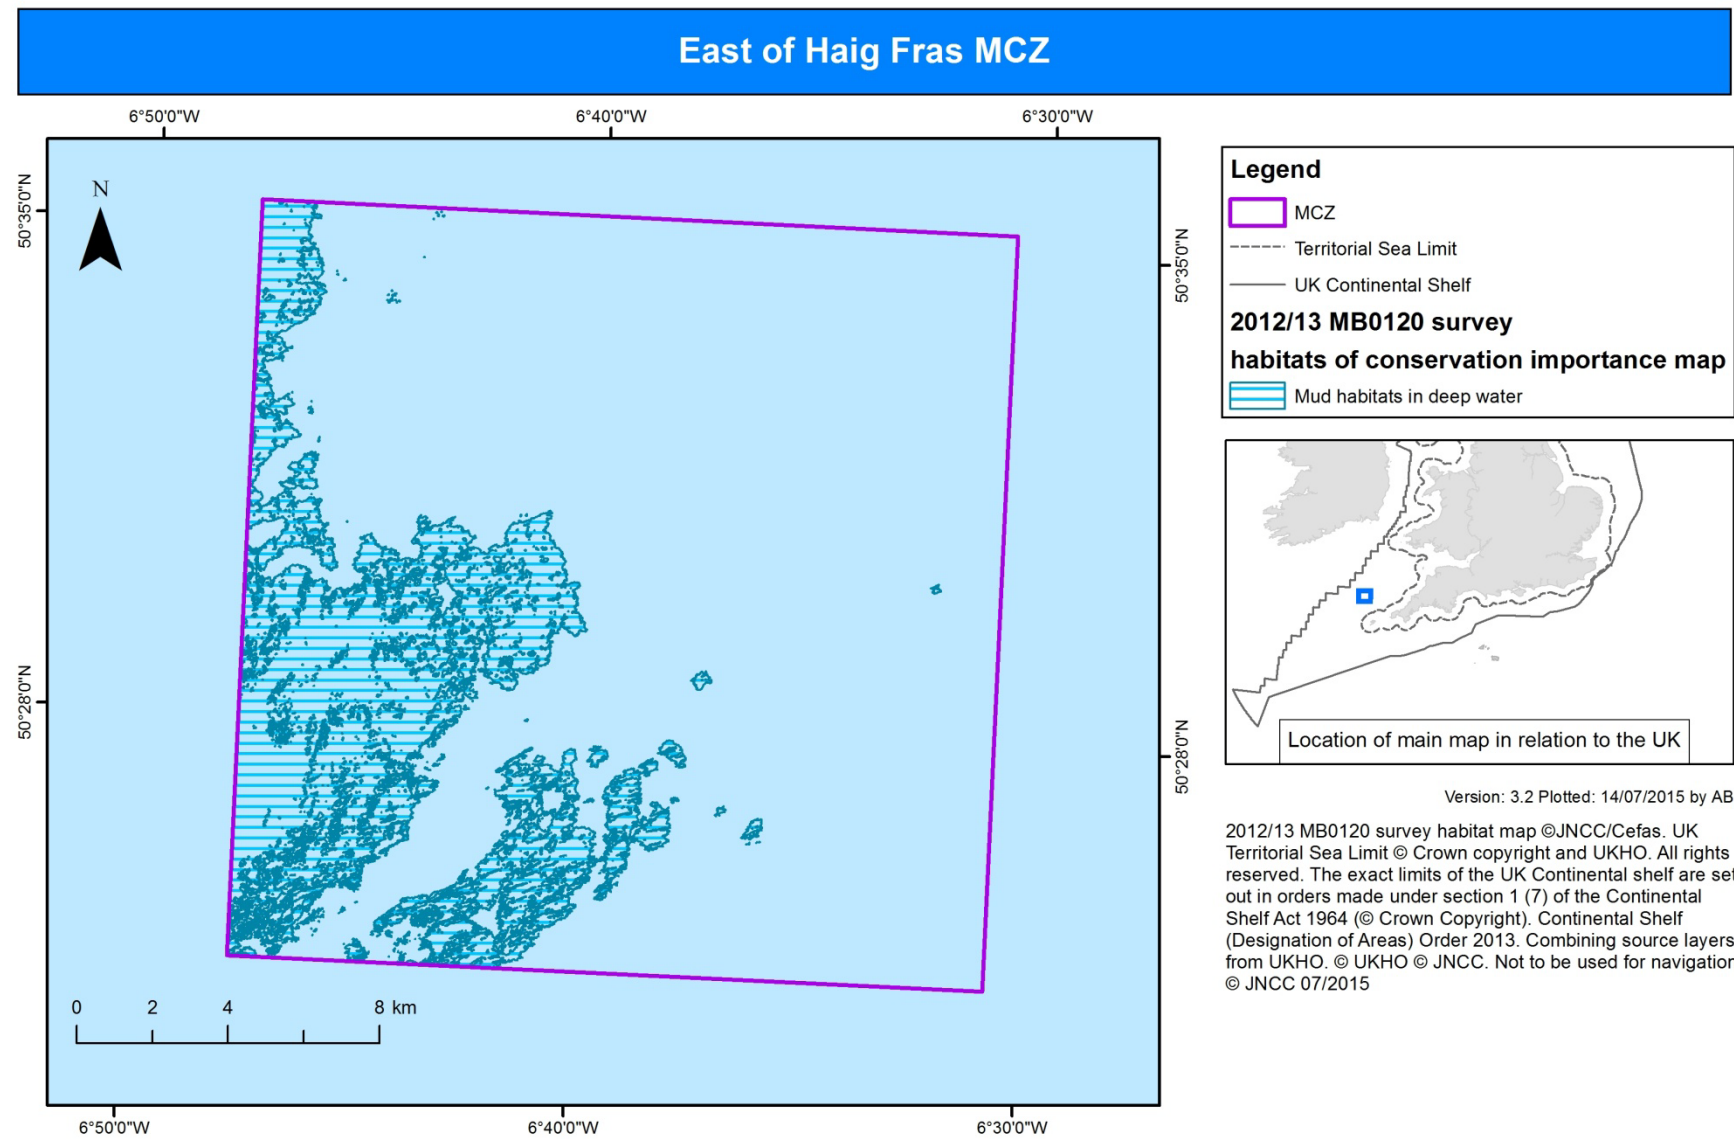 East of Haig Fras MCZ
6°50'0"W
6°40'0"W
6°30'0"W
50°35'0"N
N
50°35'0"N
50°28'0"N
50°28'0"N
0 2 4 8 km
6°50'0"W
6°40'0"W
6°30'0"W
Legend
MCZ
Territorial Sea Limit
UK Continental Shelf
2012/13 MB0120 survey
habitats of conservation importance map
Mud habitats in deep water
Location of main map in relation to the UK
Version: 3.2 Plotted: 14/07/2015 by AB
2012/13 MB0120 survey habitat map ©JNCC/Cefas. UK
Territorial Sea Limit © Crown copyright and UKHO. All rights
reserved. The exact limits of the UK Continental shelf are set
out in orders made under section 1 (7) of the Continental
Shelf Act 1964 (© Crown Copyright). Continental Shelf
(Designation of Areas) Order 2013. Combining source layers
from UKHO. © UKHO © JNCC. Not to be used for navigation
© JNCC 07/2015